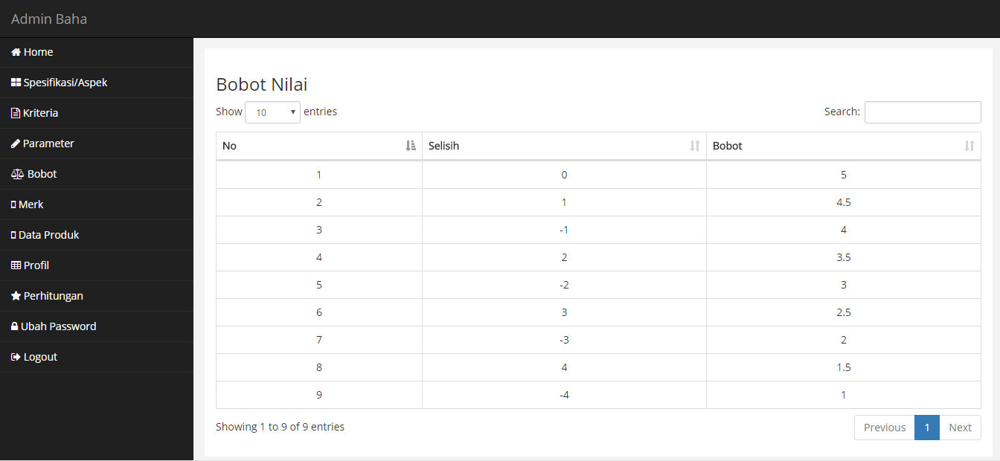 Admin Baha
Home
Spesifikasi/Aspek
Kriteria
Parameter
Bobot
Merk
Data Produk
Profil
Perhitungan
Ubah Password
Logout
Bobot Nilai
Show 10 entries Search:
No Selisih Bobot
1 0 5
2 1 4.5
3 -1 4
4 2 3.5
5 -2 3
6 3 2.5
7 -3 2
8 4 1.5
9 -4 1
Showing 1 to 9 of 9 entries Previous 1 Next